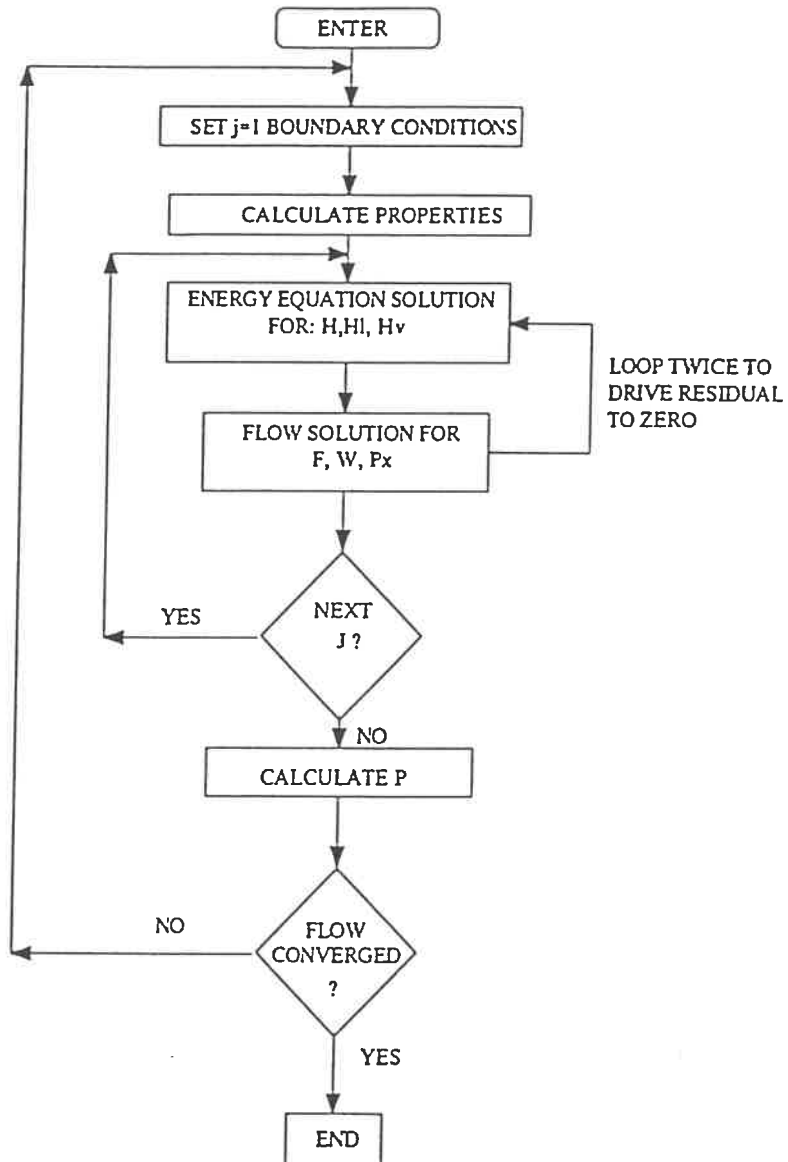 ENTER
SET j=1 BOUNDARY CONDITIONS
CALCULATE PROPERTIES
ENERGY EQUATION SOLUTION
FOR: H,Hl, Hv
LOOP TWICE TO
DRIVE RESIDUAL
TO ZERO
FLOW SOLUTION FOR
F, W, Px
NEXT
J ?
YES
NO
CALCULATE P
FLOW
CONVERGED
?
NO
YES
END